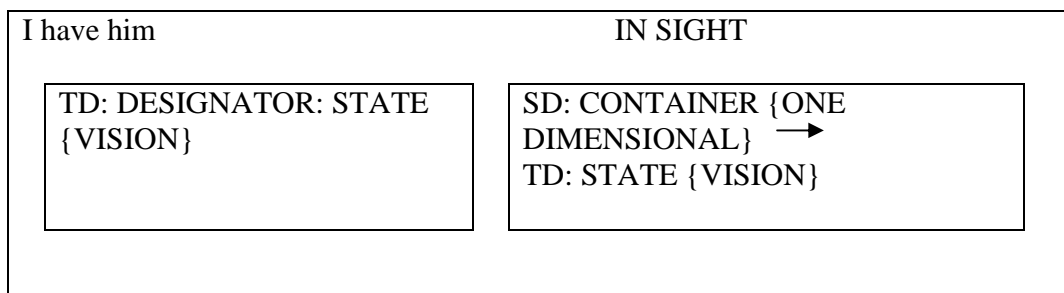 I have him IN SIGHT
TD: DESIGNATOR: STATE
{VISION}
SD: CONTAINER {ONE
DIMENSIONAL} →
TD: STATE {VISION}